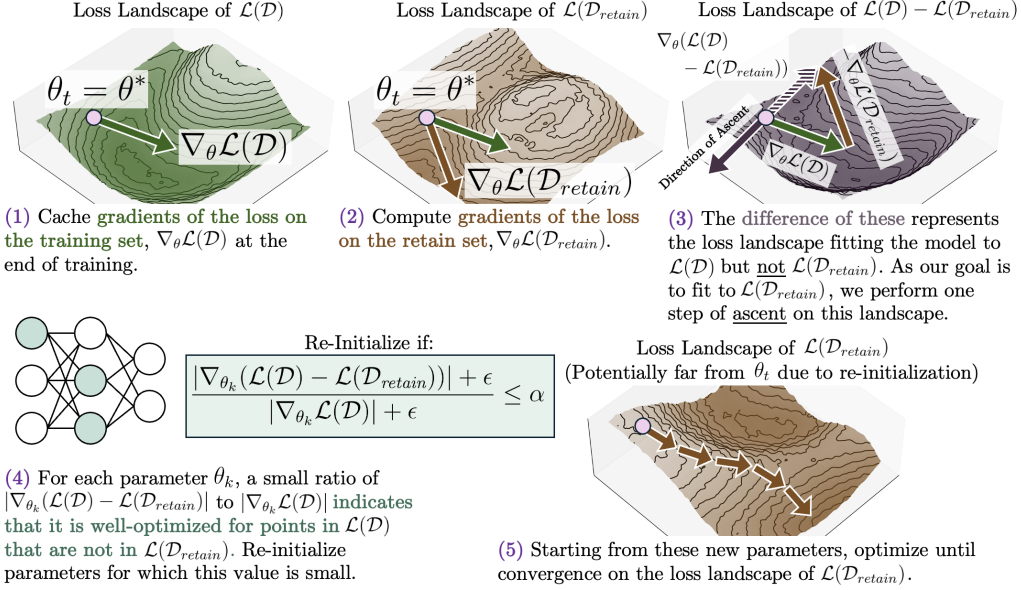 Loss Landscape of ℒ(𝒟)
θ_t = θ*
∇_θℒ(𝒟)
(1) Cache gradients of the loss on
the training set, ∇_θℒ(𝒟) at the
end of training.
Loss Landscape of ℒ(𝒟_retain)
θ_t = θ*
∇_θℒ(𝒟_retain)
(2) Compute gradients of the loss
on the retain set, ∇_θℒ(𝒟_retain).
Loss Landscape of ℒ(𝒟) − ℒ(𝒟_retain)
∇_θ(ℒ(𝒟)
− ℒ(𝒟_retain))
∇_θℒ(𝒟_retain)
Direction of Ascent
∇_θℒ(𝒟)
(3) The difference of these represents
the loss landscape fitting the model to
ℒ(𝒟) but not ℒ(𝒟_retain). As our goal is
to fit to ℒ(𝒟_retain), we perform one
step of ascent on this landscape.
Re-Initialize if:
(|∇_{θ_k}(ℒ(𝒟) − ℒ(𝒟_retain))| + ϵ) / (|∇_{θ_k}ℒ(𝒟)| + ϵ) ≤ α
(4) For each parameter θ_k, a small ratio of
|∇_{θ_k}(ℒ(𝒟) − ℒ(𝒟_retain)| to |∇_{θ_k}ℒ(𝒟)| indicates
that it is well-optimized for points in ℒ(𝒟)
that are not in ℒ(𝒟_retain). Re-initialize
parameters for which this value is small.
Loss Landscape of ℒ(𝒟_retain)
(Potentially far from θ_t due to re-initialization)
(5) Starting from these new parameters, optimize until
convergence on the loss landscape of ℒ(𝒟_retain).